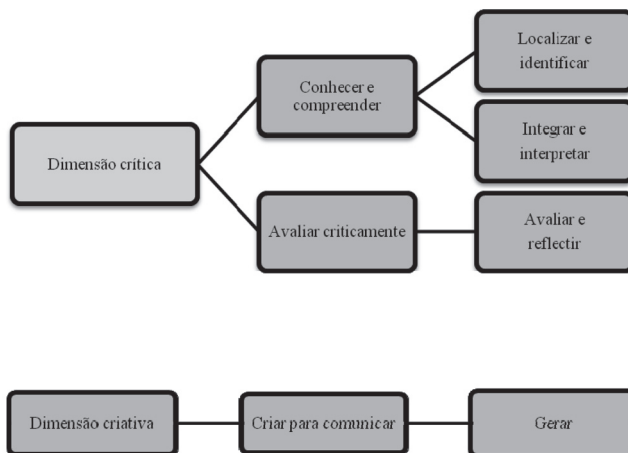 Localizar e
identificar
Conhecer e
compreender
Integrar e
interpretar
Dimensão crítica
Avaliar criticamente
Avaliar e
reflectir
Dimensão criativa
Criar para comunicar
Gerar